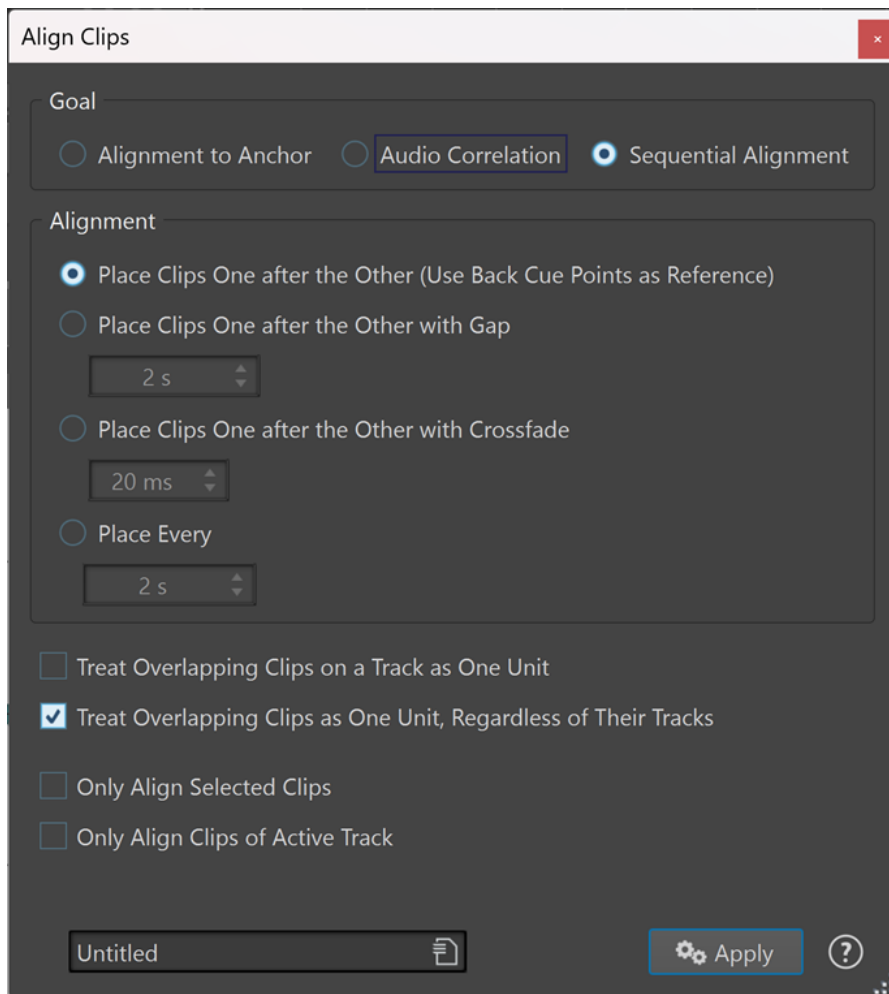 Align Clips
Goal
Alignment to Anchor Audio Correlation Sequential Alignment
Alignment
Place Clips One after the Other (Use Back Cue Points as Reference)
Place Clips One after the Other with Gap
2 s
Place Clips One after the Other with Crossfade
20 ms
Place Every
2 s
Treat Overlapping Clips on a Track as One Unit
Treat Overlapping Clips as One Unit, Regardless of Their Tracks
Only Align Selected Clips
Only Align Clips of Active Track
Untitled Apply ?